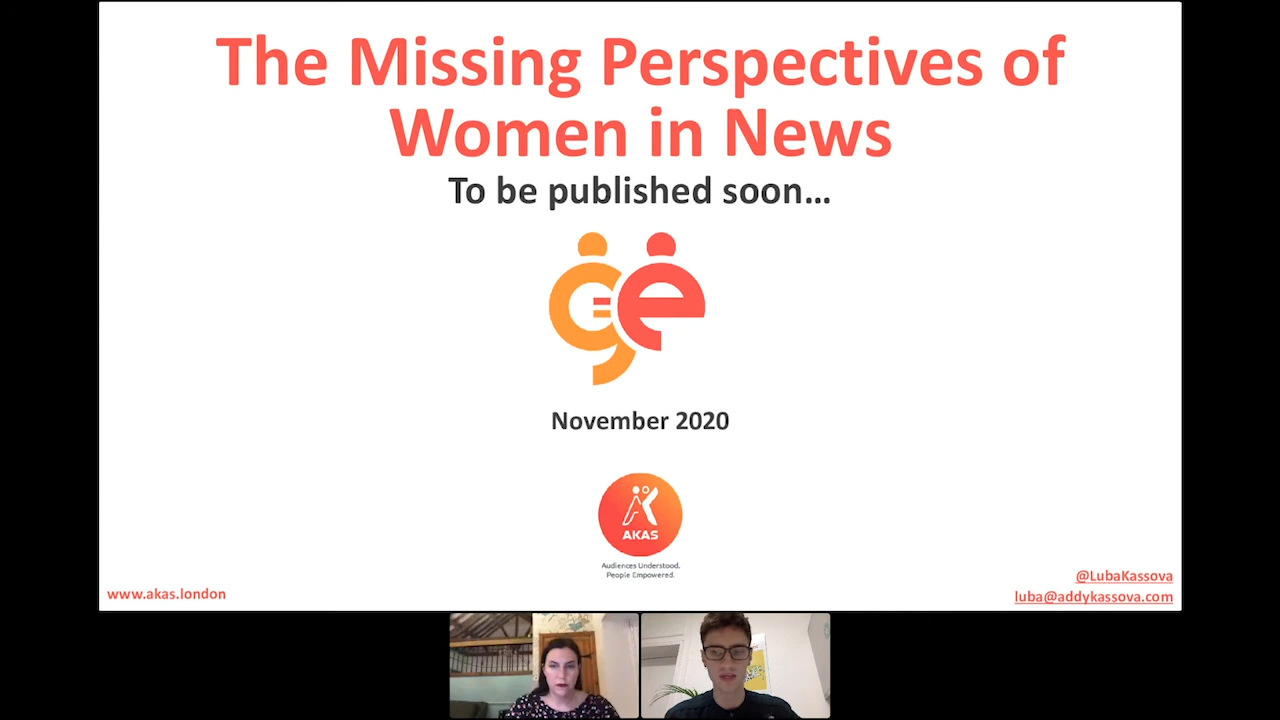 The Missing Perspectives of
Women in News
To be published soon…
November 2020
AKAS
Audiences Understood.
People Empowered.
www.akas.london
@LubaKassova
luba@addykassova.com